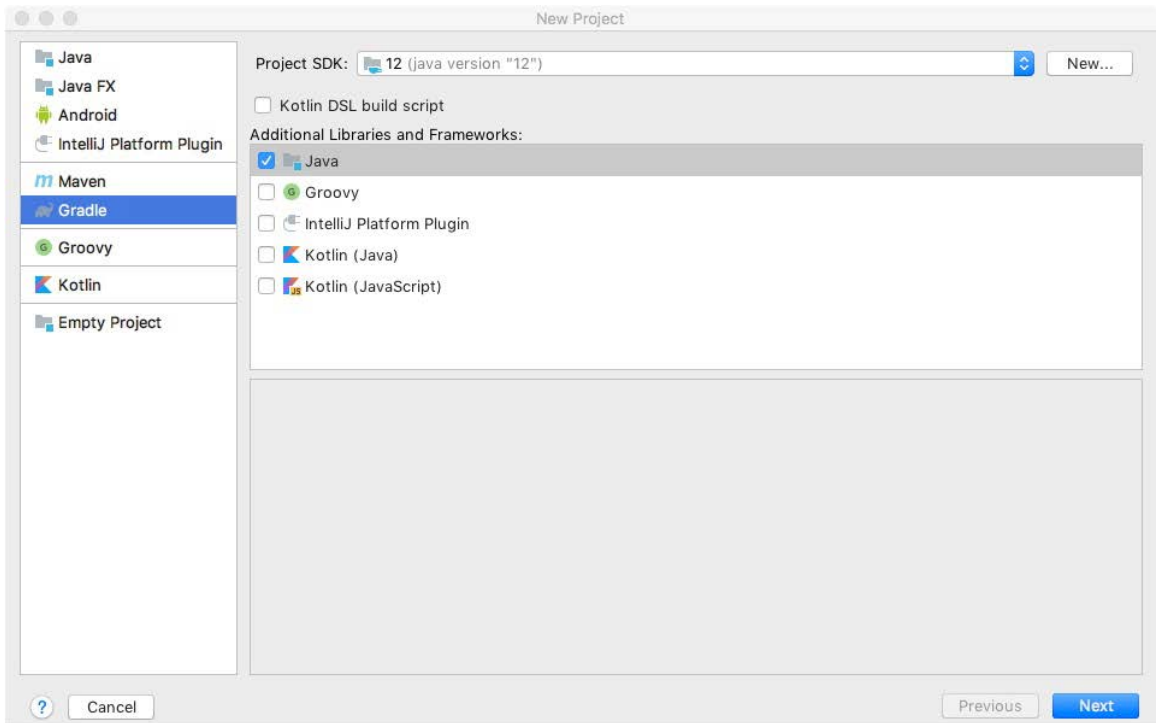 New Project
Java
Java FX
Android
IntelliJ Platform Plugin
m Maven
Gradle
G Groovy
Kotlin
Empty Project
Project SDK: 12 (java version "12") New...
Kotlin DSL build script
Additional Libraries and Frameworks:
Java
G Groovy
IntelliJ Platform Plugin
Kotlin (Java)
JS Kotlin (JavaScript)
? Cancel
Previous Next